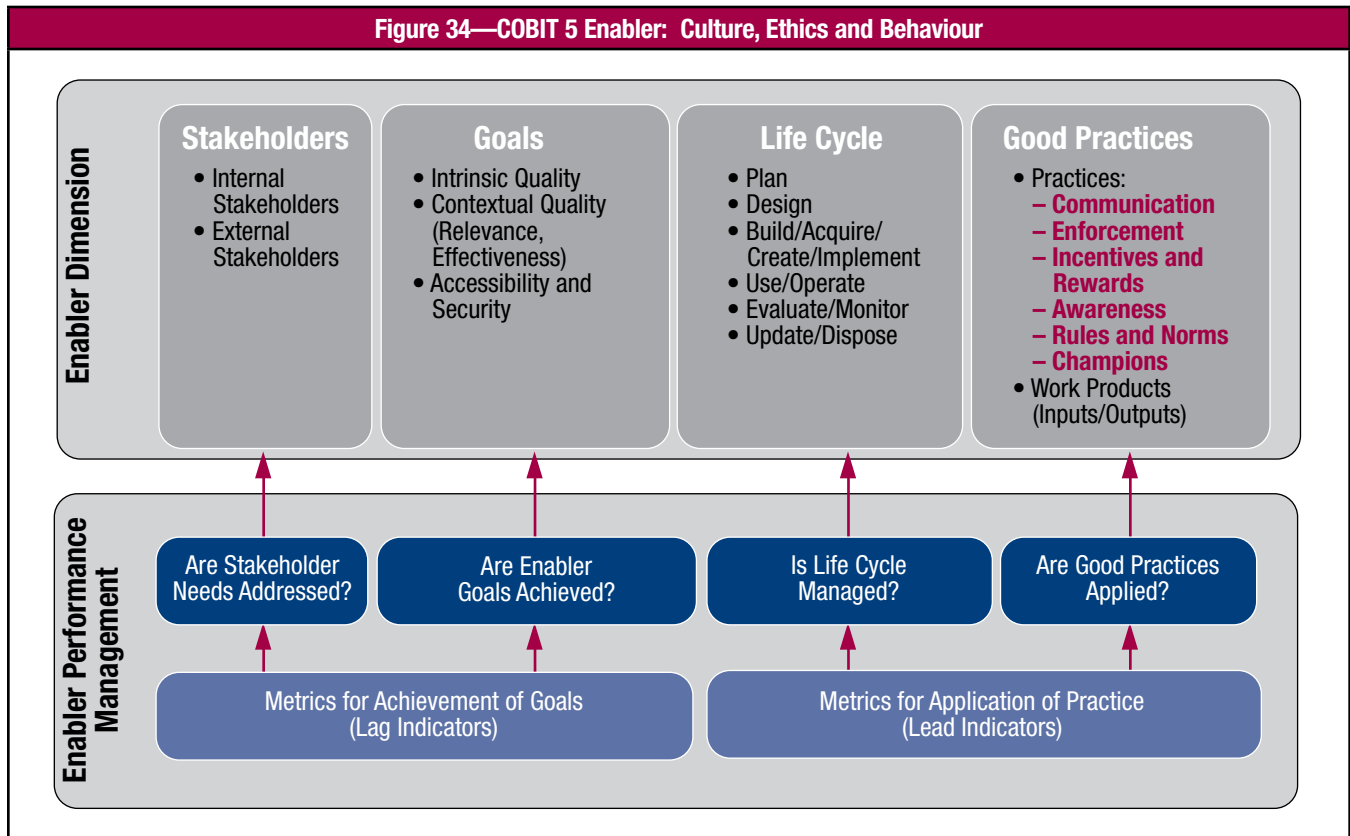 Figure 34—COBIT 5 Enabler: Culture, Ethics and Behaviour
Enabler Dimension
Stakeholders
• Internal
Stakeholders
• External
Stakeholders
Goals
• Intrinsic Quality
• Contextual Quality
(Relevance,
Effectiveness)
• Accessibility and
Security
Life Cycle
• Plan
• Design
• Build/Acquire/
Create/Implement
• Use/Operate
• Evaluate/Monitor
• Update/Dispose
Good Practices
• Practices:
– Communication
– Enforcement
– Incentives and
Rewards
– Awareness
– Rules and Norms
– Champions
• Work Products
(Inputs/Outputs)
Enabler Performance
Management
Are Stakeholder
Needs Addressed?
Are Enabler
Goals Achieved?
Is Life Cycle
Managed?
Are Good Practices
Applied?
Metrics for Achievement of Goals
(Lag Indicators)
Metrics for Application of Practice
(Lead Indicators)